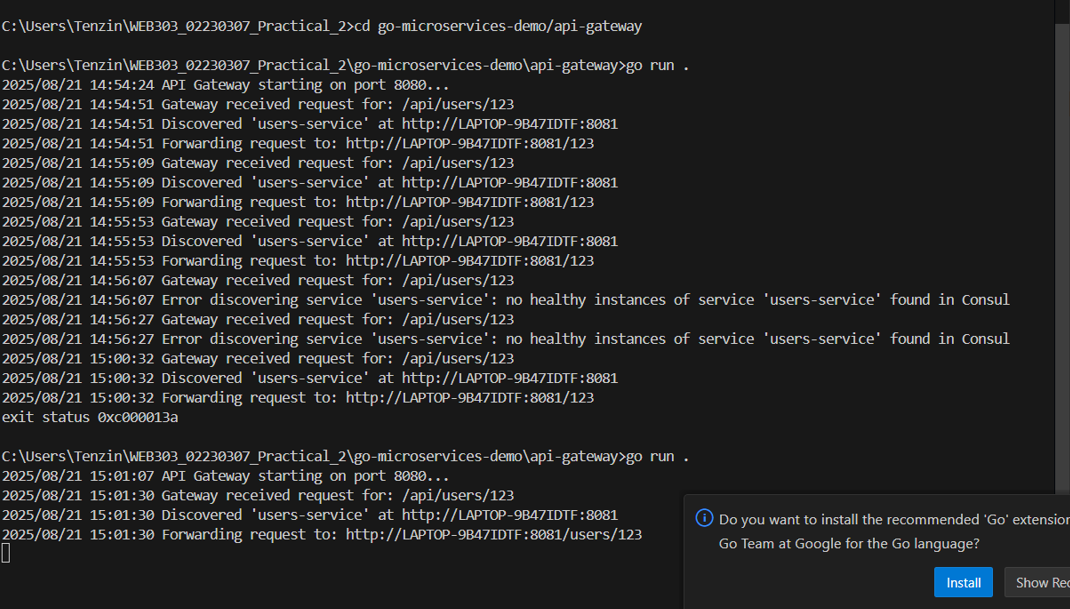 C:\Users\Tenzin\WEB303_02230307_Practical_2>cd go-microservices-demo/api-gateway
C:\Users\Tenzin\WEB303_02230307_Practical_2\go-microservices-demo\api-gateway>go run .
2025/08/21 14:54:24 API Gateway starting on port 8080...
2025/08/21 14:54:51 Gateway received request for: /api/users/123
2025/08/21 14:54:51 Discovered 'users-service' at http://LAPTOP-9B47IDTF:8081
2025/08/21 14:54:51 Forwarding request to: http://LAPTOP-9B47IDTF:8081/123
2025/08/21 14:55:09 Gateway received request for: /api/users/123
2025/08/21 14:55:09 Discovered 'users-service' at http://LAPTOP-9B47IDTF:8081
2025/08/21 14:55:09 Forwarding request to: http://LAPTOP-9B47IDTF:8081/123
2025/08/21 14:55:53 Gateway received request for: /api/users/123
2025/08/21 14:55:53 Discovered 'users-service' at http://LAPTOP-9B47IDTF:8081
2025/08/21 14:55:53 Forwarding request to: http://LAPTOP-9B47IDTF:8081/123
2025/08/21 14:56:07 Gateway received request for: /api/users/123
2025/08/21 14:56:07 Error discovering service 'users-service': no healthy instances of service 'users-service' found in Consul
2025/08/21 14:56:27 Gateway received request for: /api/users/123
2025/08/21 14:56:27 Error discovering service 'users-service': no healthy instances of service 'users-service' found in Consul
2025/08/21 15:00:32 Gateway received request for: /api/users/123
2025/08/21 15:00:32 Discovered 'users-service' at http://LAPTOP-9B47IDTF:8081
2025/08/21 15:00:32 Forwarding request to: http://LAPTOP-9B47IDTF:8081/123
exit status 0xc000013a
C:\Users\Tenzin\WEB303_02230307_Practical_2\go-microservices-demo\api-gateway>go run .
2025/08/21 15:01:07 API Gateway starting on port 8080...
2025/08/21 15:01:30 Gateway received request for: /api/users/123
2025/08/21 15:01:30 Discovered 'users-service' at http://LAPTOP-9B47IDTF:8081
2025/08/21 15:01:30 Forwarding request to: http://LAPTOP-9B47IDTF:8081/users/123
Do you want to install the recommended 'Go' extension
Go Team at Google for the Go language?
Install
Show Rec